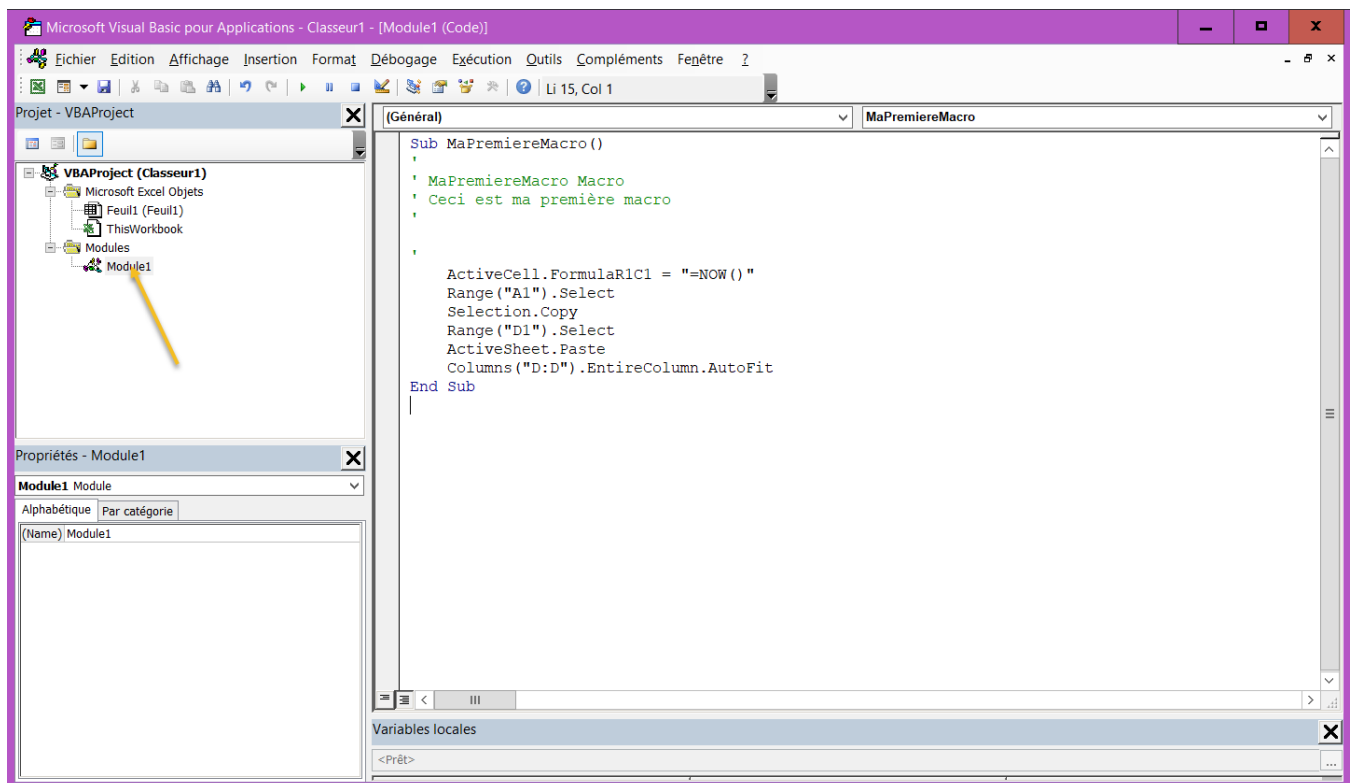 Microsoft Visual Basic pour Applications - Classeur1 - [Module1 (Code)]
Fichier Edition Affichage Insertion Format Débogage Exécution Outils Compléments Fenêtre ?
Li 15, Col 1
Projet - VBAProject
VBAProject (Classeur1)
Microsoft Excel Objets
Feuil1 (Feuil1)
ThisWorkbook
Modules
Module1
Propriétés - Module1
Module1 Module
Alphabétique Par catégorie
(Name) Module1
(Général) MaPremiereMacro
Sub MaPremiereMacro()
'
' MaPremiereMacro Macro
' Ceci est ma première macro
'
'
ActiveCell.FormulaR1C1 = "=NOW()"
Range("A1").Select
Selection.Copy
Range("D1").Select
ActiveSheet.Paste
Columns("D:D").EntireColumn.AutoFit
End Sub
Variables locales
<Prêt>
...